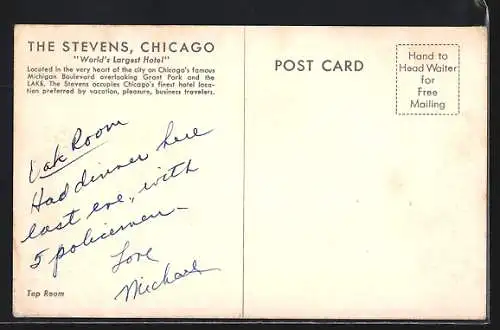 THE STEVENS, CHICAGO
"World's Largest Hotel"
Located in the very heart of the city on Chicago's famous
Michigan Boulevard overlooking Grant Park and the
LAKE. The Stevens occupies Chicago's finest hotel loca-
tion preferred by vacation, pleasure, business travelers.
POST CARD
Hand to
Head Waiter
for
Free
Mailing
Oak Room
Had dinner here
last eve, with
5 policemen
Love
Michael
Tap Room